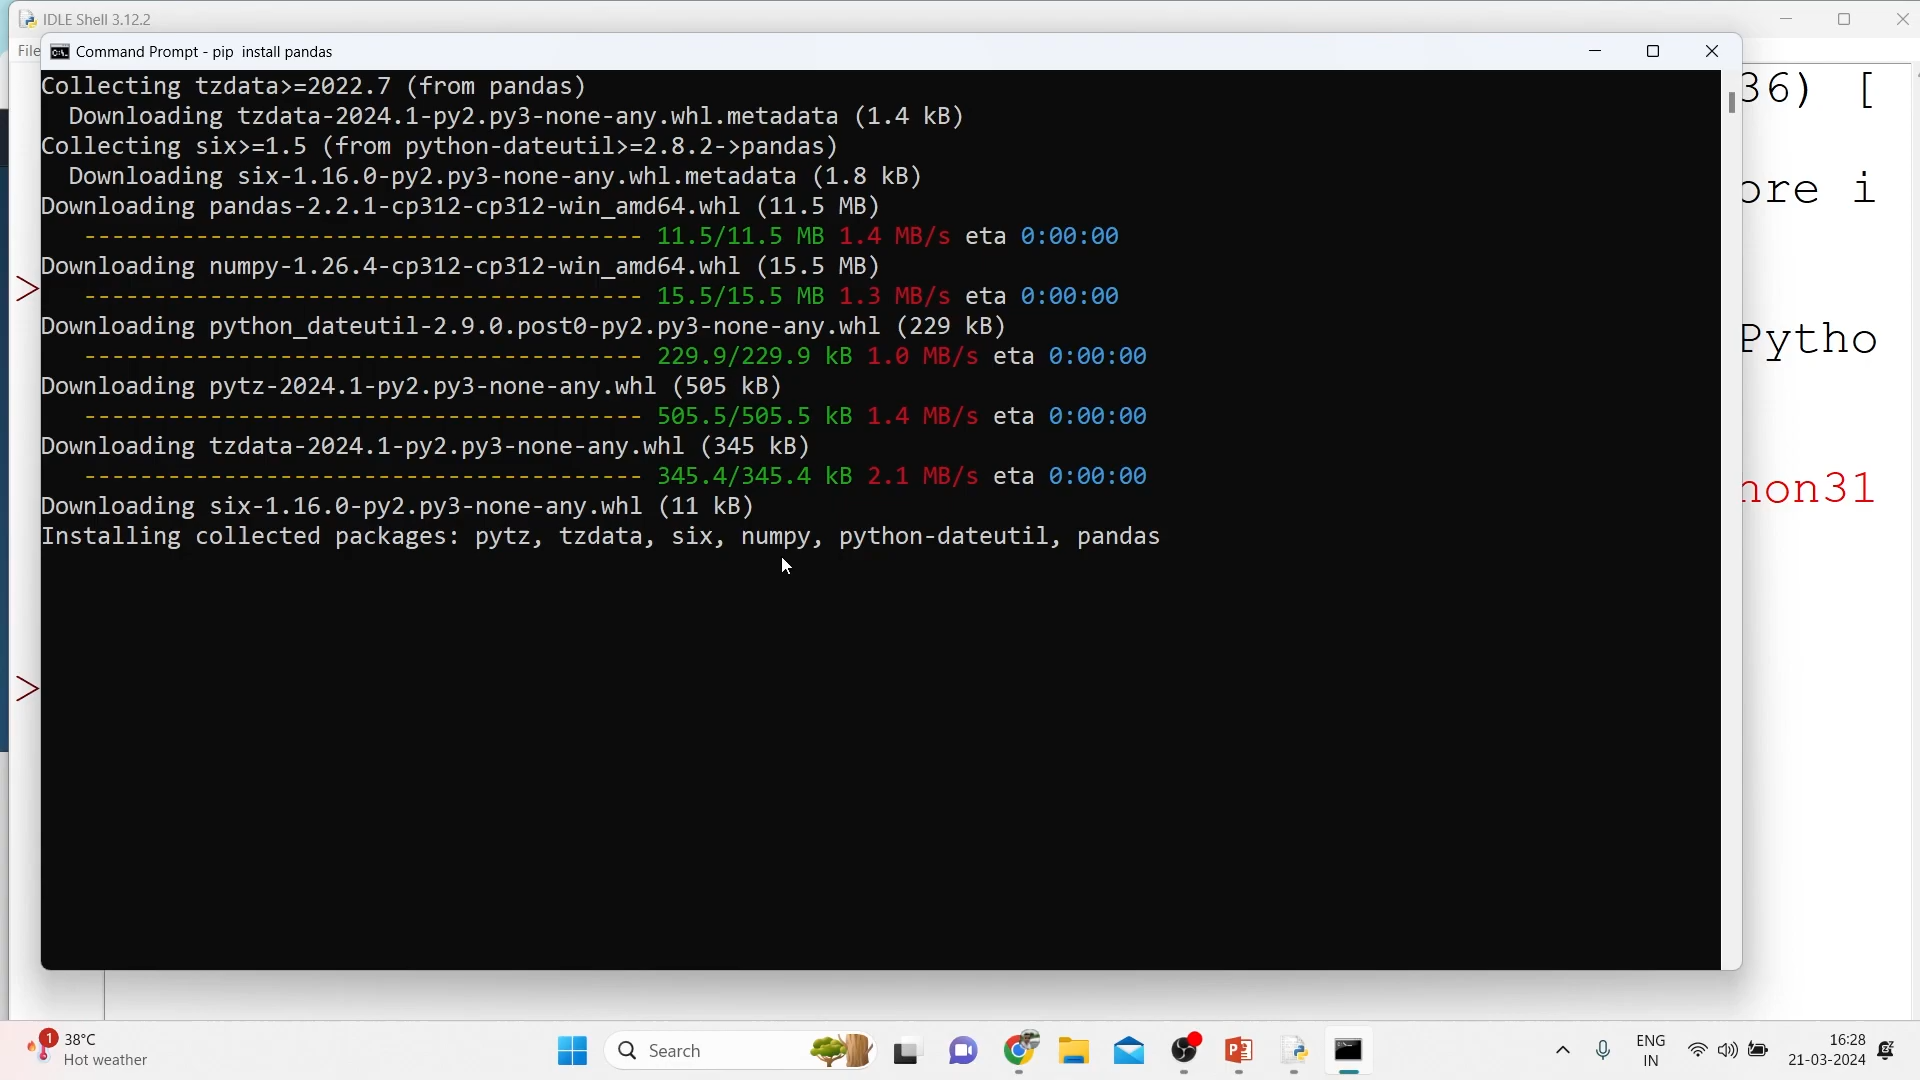 IDLE Shell 3.12.2
File
Command Prompt - pip  install pandas
Collecting tzdata>=2022.7 (from pandas)
  Downloading tzdata-2024.1-py2.py3-none-any.whl.metadata (1.4 kB)
Collecting six>=1.5 (from python-dateutil>=2.8.2->pandas)
  Downloading six-1.16.0-py2.py3-none-any.whl.metadata (1.8 kB)
Downloading pandas-2.2.1-cp312-cp312-win_amd64.whl (11.5 MB)
   ---------------------------------------- 11.5/11.5 MB 1.4 MB/s eta 0:00:00
Downloading numpy-1.26.4-cp312-cp312-win_amd64.whl (15.5 MB)
   ---------------------------------------- 15.5/15.5 MB 1.3 MB/s eta 0:00:00
Downloading python_dateutil-2.9.0.post0-py2.py3-none-any.whl (229 kB)
   ---------------------------------------- 229.9/229.9 kB 1.0 MB/s eta 0:00:00
Downloading pytz-2024.1-py2.py3-none-any.whl (505 kB)
   ---------------------------------------- 505.5/505.5 kB 1.4 MB/s eta 0:00:00
Downloading tzdata-2024.1-py2.py3-none-any.whl (345 kB)
   ---------------------------------------- 345.4/345.4 kB 2.1 MB/s eta 0:00:00
Downloading six-1.16.0-py2.py3-none-any.whl (11 kB)
Installing collected packages: pytz, tzdata, six, numpy, python-dateutil, pandas
36) [
ore i
>
Pytho
hon31
>
1
38°C
Hot weather
Search
ENG
IN
16:28
21-03-2024